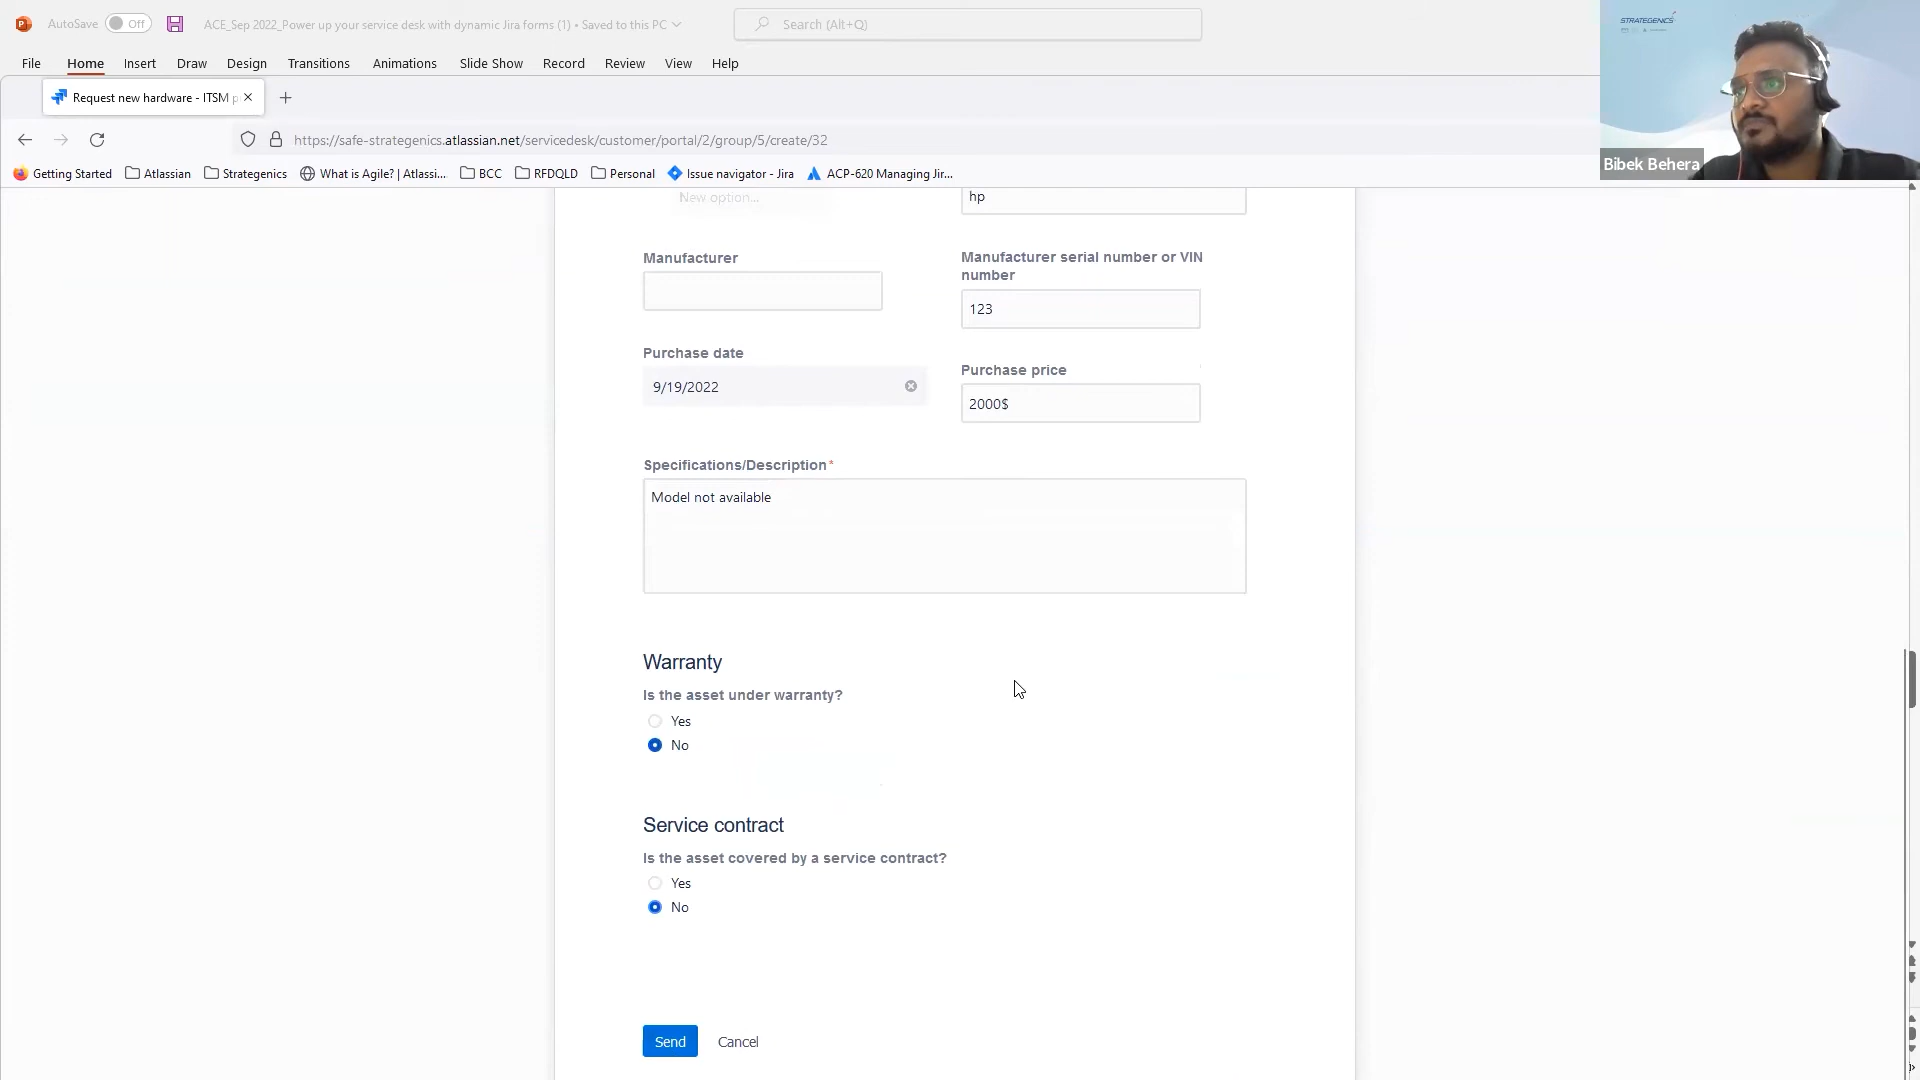 AutoSave Off ACE_Sep 2022_Power up your service desk with dynamic Jira forms (1) • Saved to this PC Search (Alt+Q)
STRATEGENICS
File Home Insert Draw Design Transitions Animations Slide Show Record Review View Help
Request new hardware - ITSM p
https://safe-strategenics.atlassian.net/servicedesk/customer/portal/2/group/5/create/32
Bibek Behera
Getting Started Atlassian Strategenics What is Agile? | Atlassi... BCC RFDQLD Personal Issue navigator - Jira ACP-620 Managing Jir...
New option... hp
Manufacturer
Manufacturer serial number or VIN
number
123
Purchase date
9/19/2022
Purchase price
2000$
Specifications/Description*
Model not available
Warranty
Is the asset under warranty?
Yes
No
Service contract
Is the asset covered by a service contract?
Yes
No
Send Cancel